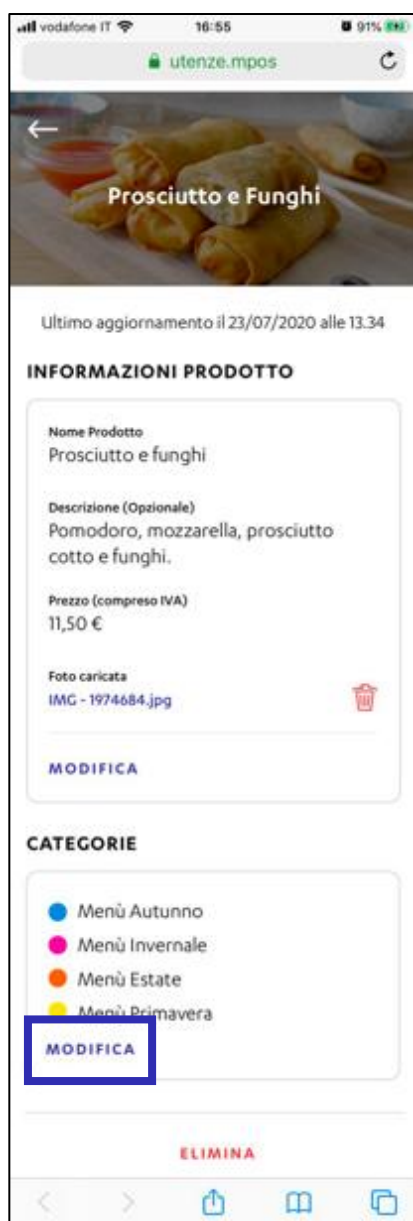 vodafone IT 16:55 91%
utenze.mpos
Prosciutto e Funghi
Ultimo aggiornamento il 23/07/2020 alle 13.34
INFORMAZIONI PRODOTTO
Nome Prodotto
Prosciutto e funghi
Descrizione (Opzionale)
Pomodoro, mozzarella, prosciutto
cotto e funghi.
Prezzo (compreso IVA)
11,50 €
Foto caricata
IMG - 1974684.jpg
MODIFICA
CATEGORIE
Menù Autunno
Menù Invernale
Menù Estate
Menù Primavera
MODIFICA
ELIMINA